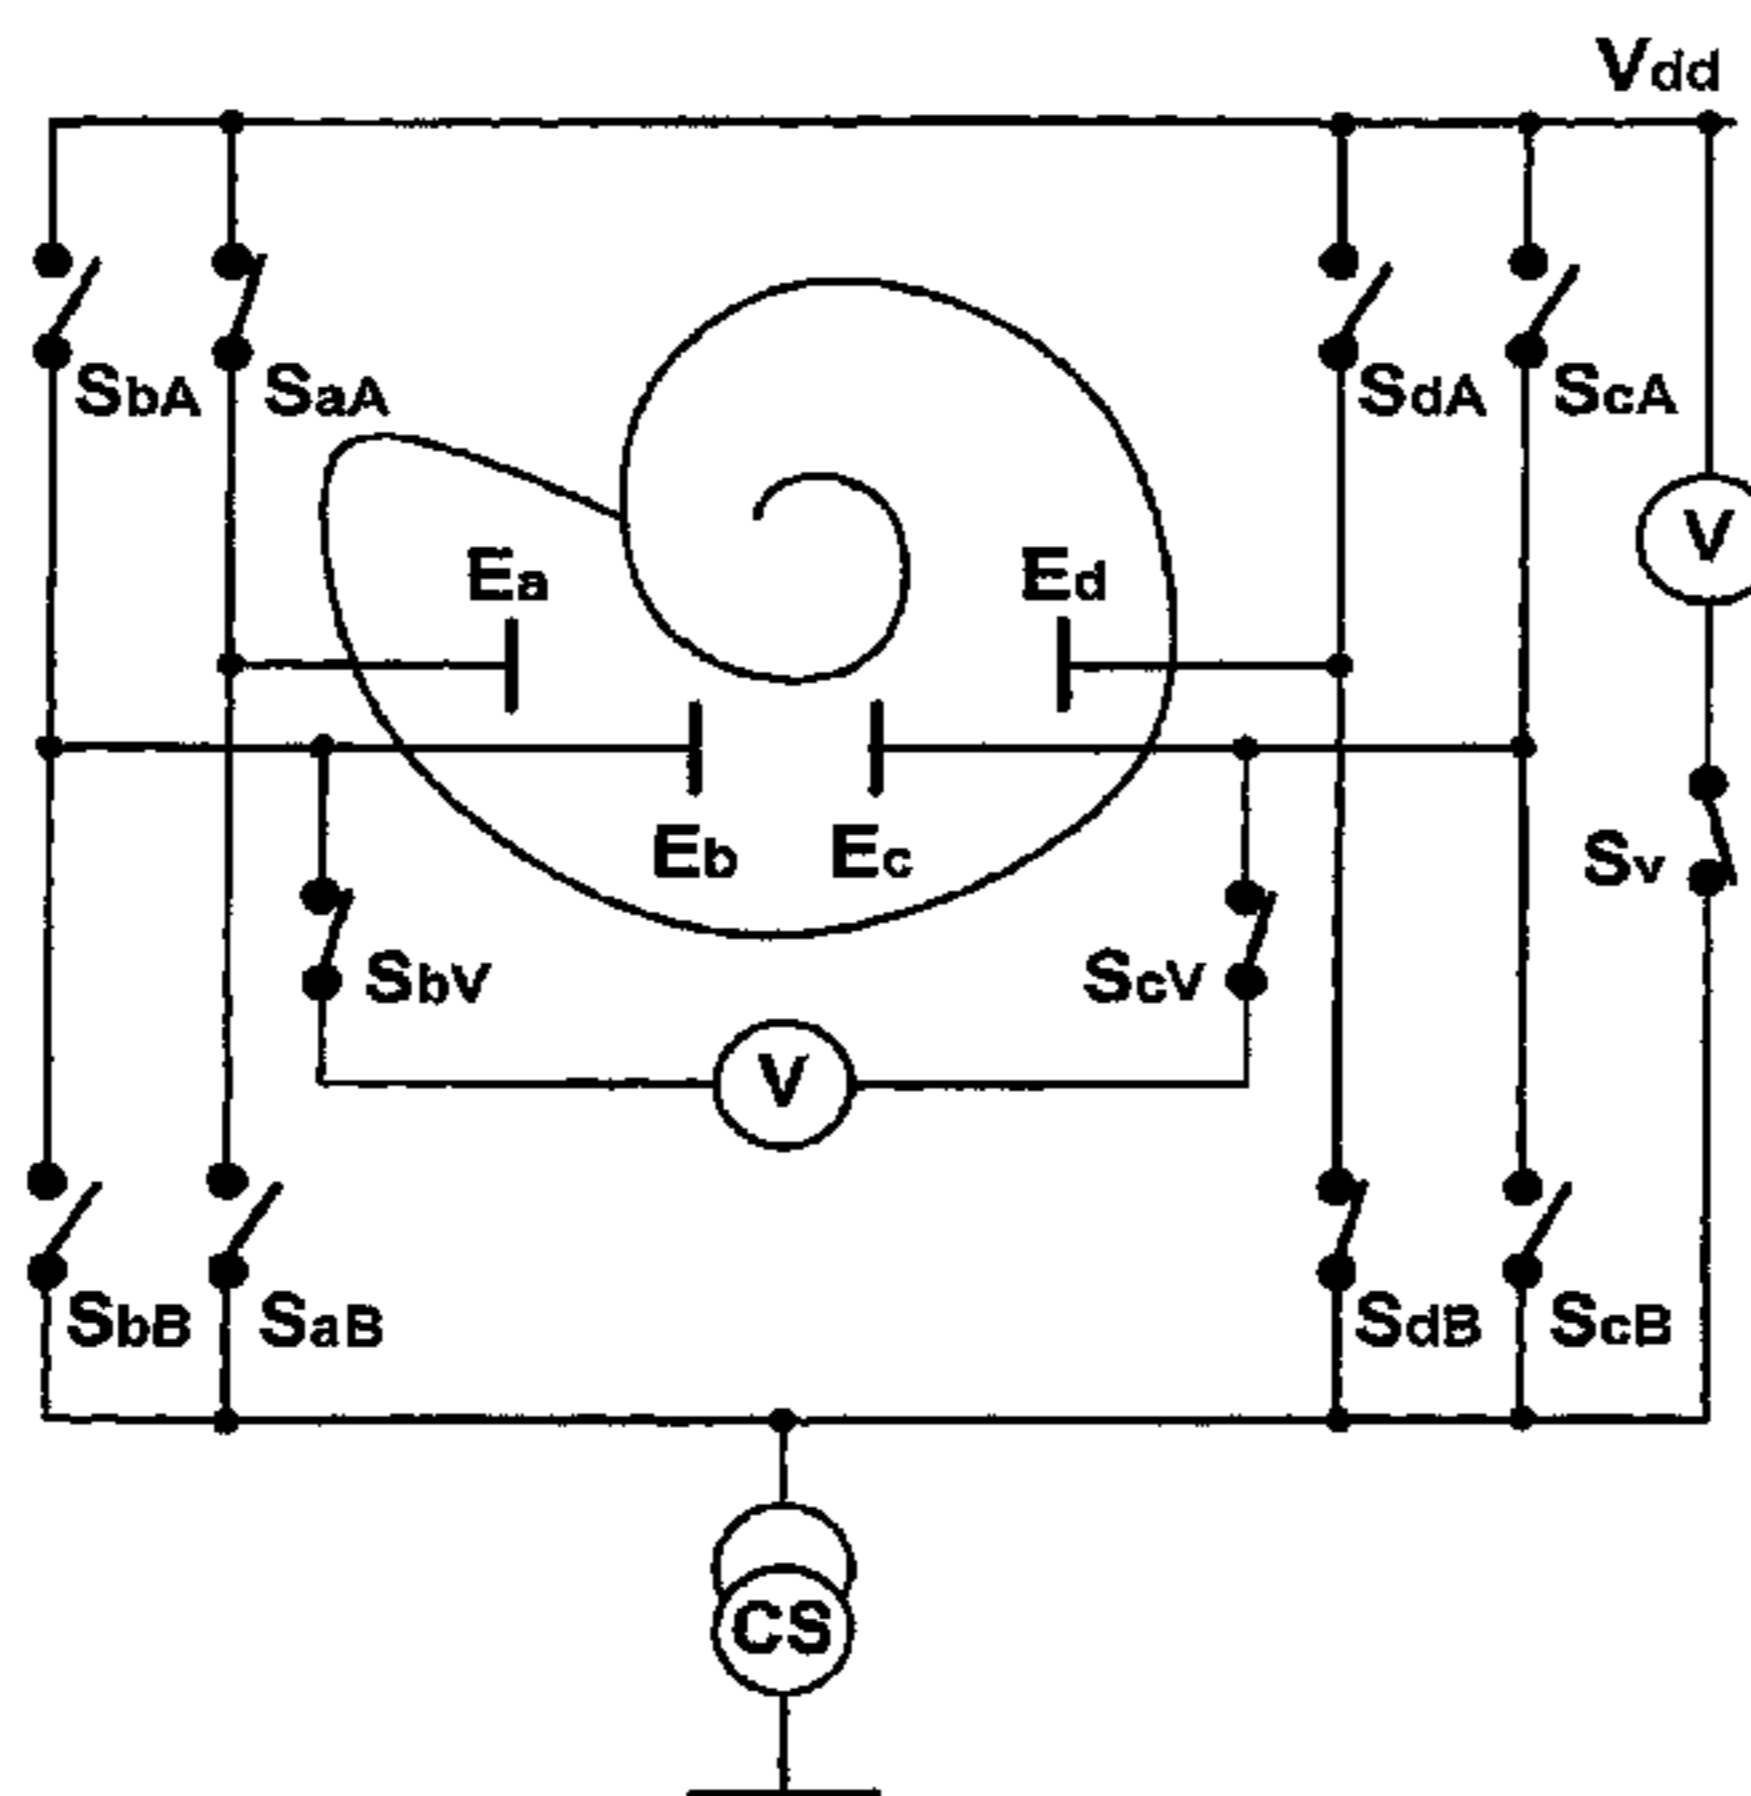 Vdd
SbA SaA SdA ScA
V
Ea Ed
Eb Ec
Sv
SbV ScV
V
SbB SaB SdB ScB
CS